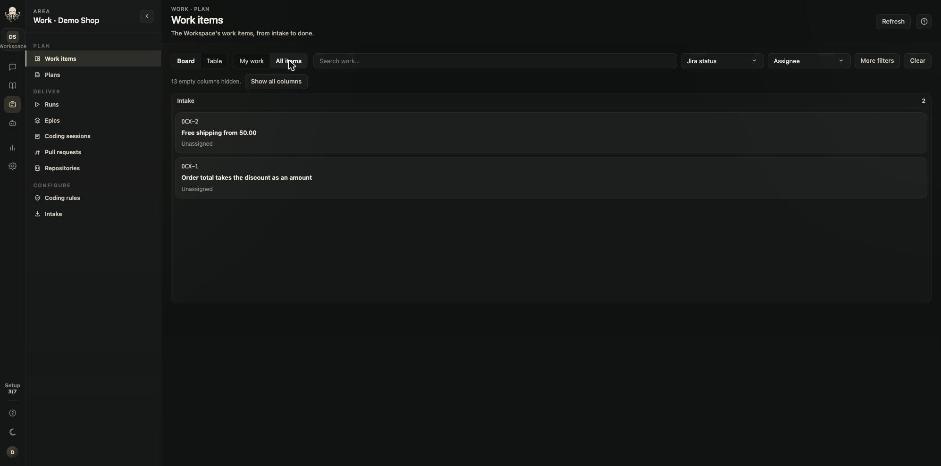 AREA
Work · Demo Shop
DS
Workspace
PLAN
Work items
Plans
DELIVER
Runs
Epics
Coding sessions
Pull requests
Repositories
CONFIGURE
Coding rules
Intake
Setup
3/7
D
WORK · PLAN
Work items
The Workspace's work items, from intake to done.
Refresh
Board
Table
My work
All items
Search work...
Jira status
Assignee
More filters
Clear
13 empty columns hidden.
Show all columns
Intake
2
OCX-2
Free shipping from 50.00
Unassigned
OCX-1
Order total takes the discount as an amount
Unassigned